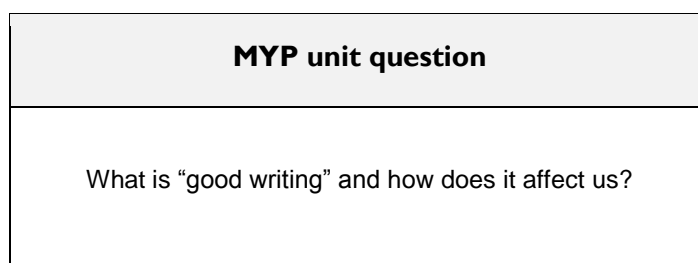 MYP unit question
What is “good writing” and how does it affect us?